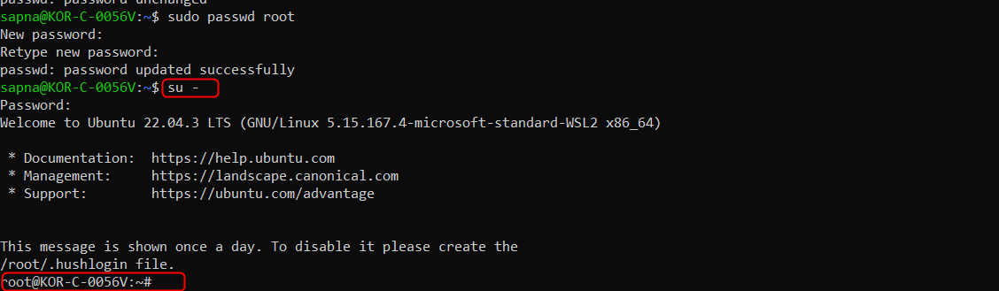 passwd: password unchanged
sapna@KOR-C-0056V:~$ sudo passwd root
New password:
Retype new password:
passwd: password updated successfully
sapna@KOR-C-0056V:~$ su -
Password:
Welcome to Ubuntu 22.04.3 LTS (GNU/Linux 5.15.167.4-microsoft-standard-WSL2 x86_64)
* Documentation:  https://help.ubuntu.com
* Management:     https://landscape.canonical.com
* Support:        https://ubuntu.com/advantage
This message is shown once a day. To disable it please create the
/root/.hushlogin file.
root@KOR-C-0056V:~#